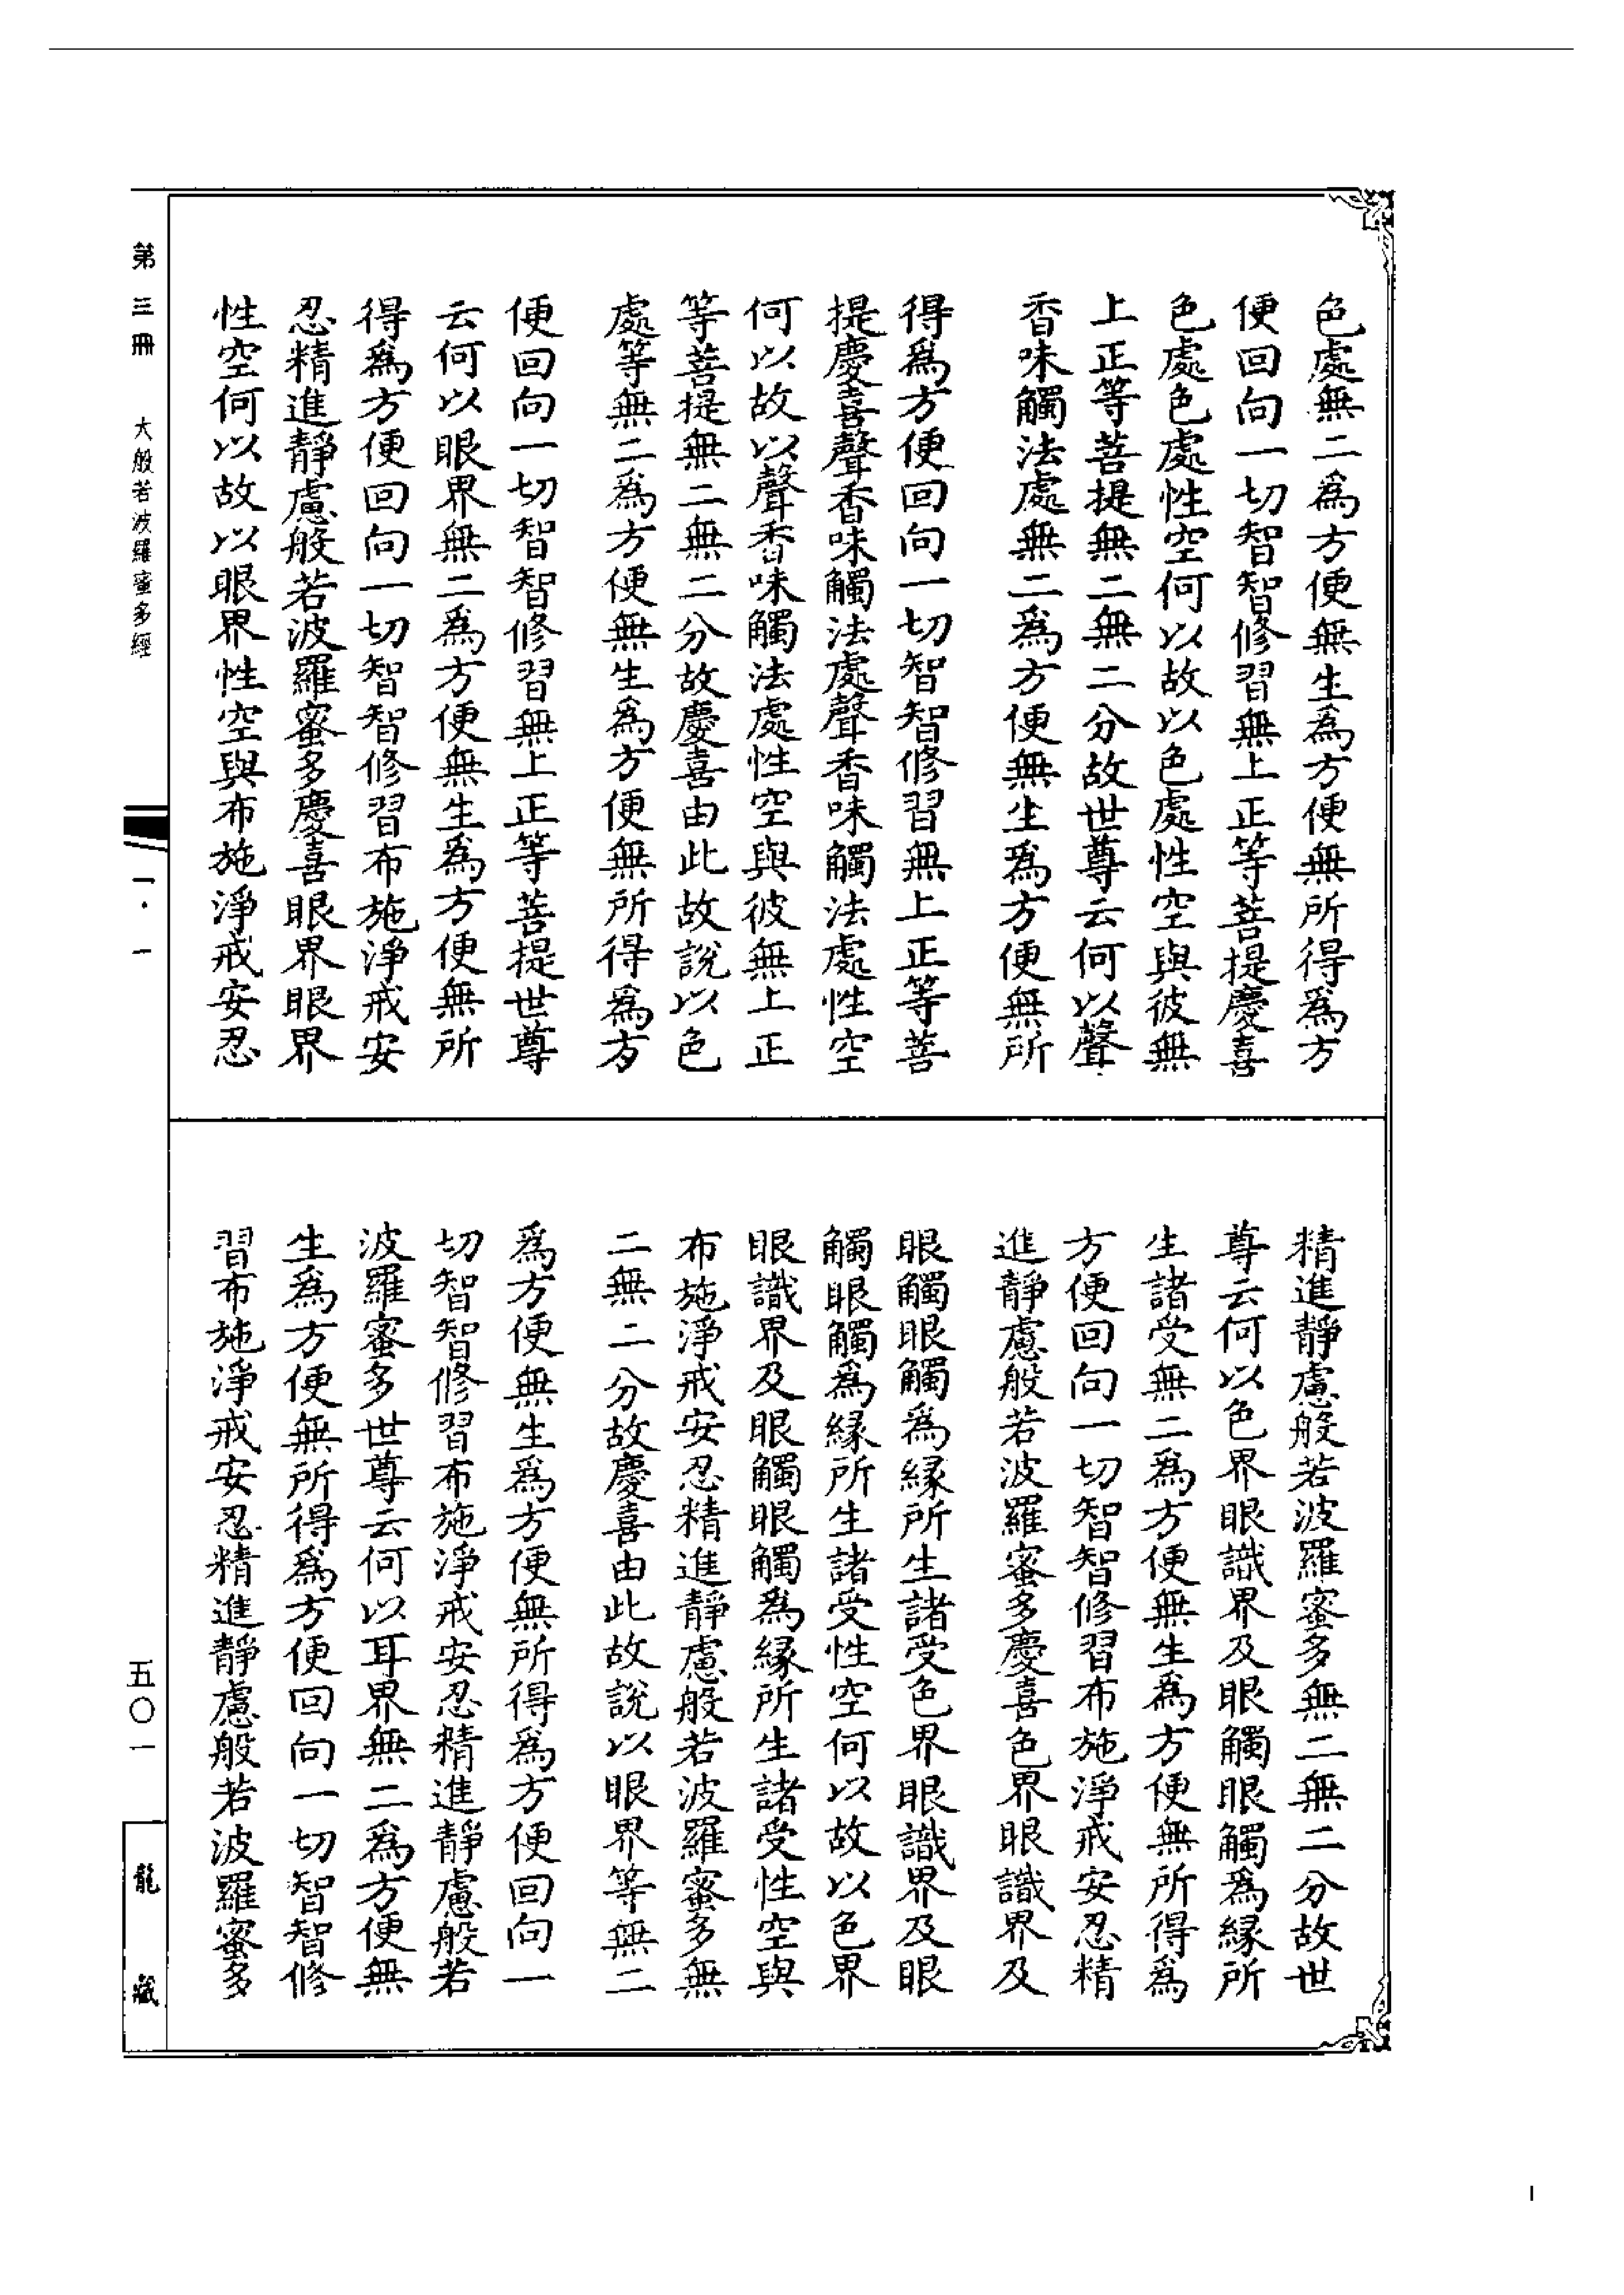 色處無二爲方便無生爲方便無所得爲方
便回向一切智智修習無上正等菩提慶喜
色處色處性空何以故以色處性空與彼無
上正等菩提無二無二分故世尊云何以聲
香味觸法處無二爲方便無生爲方便無所
得爲方便回向一切智智修習無上正等菩
提慶喜聲香味觸法處聲香味觸法處性空
何以故以聲香味觸法處性空與彼無上正
等菩提無二無二分故慶喜由此故說以色
處等無二爲方便無生爲方便無所得爲方
便回向一切智智修習無上正等菩提世尊
云何以眼界無二爲方便無生爲方便無所
得爲方便回向一切智智修習布施淨戒安
忍精進靜慮般若波羅蜜多慶喜眼界眼界
性空何以故以眼界性空與布施淨戒安忍
精進靜慮般若波羅蜜多無二無二分故世
尊云何以色界眼識界及眼觸眼觸爲緣所
生諸受無二爲方便無生爲方便無所得爲
方便回向一切智智修習布施淨戒安忍精
進靜慮般若波羅蜜多慶喜色界眼識界及
眼觸眼觸爲緣所生諸受色界眼識界及眼
觸眼觸爲緣所生諸受性空何以故以色界
眼識界及眼觸眼觸爲緣所生諸受性空與
布施淨戒安忍精進靜慮般若波羅蜜多無
二無二分故慶喜由此故說以眼界等無二
爲方便無生爲方便無所得爲方便回向一
切智智修習布施淨戒安忍精進靜慮般若
波羅蜜多世尊云何以耳界無二爲方便無
生爲方便無所得爲方便回向一切智智修
習布施淨戒安忍精進靜慮般若波羅蜜多
第三冊 大般若波羅蜜多經
一・一
五〇一
龍藏
1